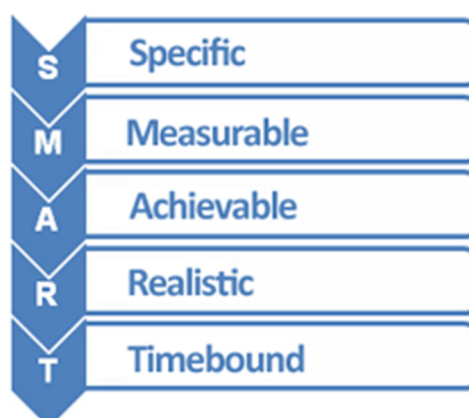 S Specific
M Measurable
A Achievable
R Realistic
T Timebound